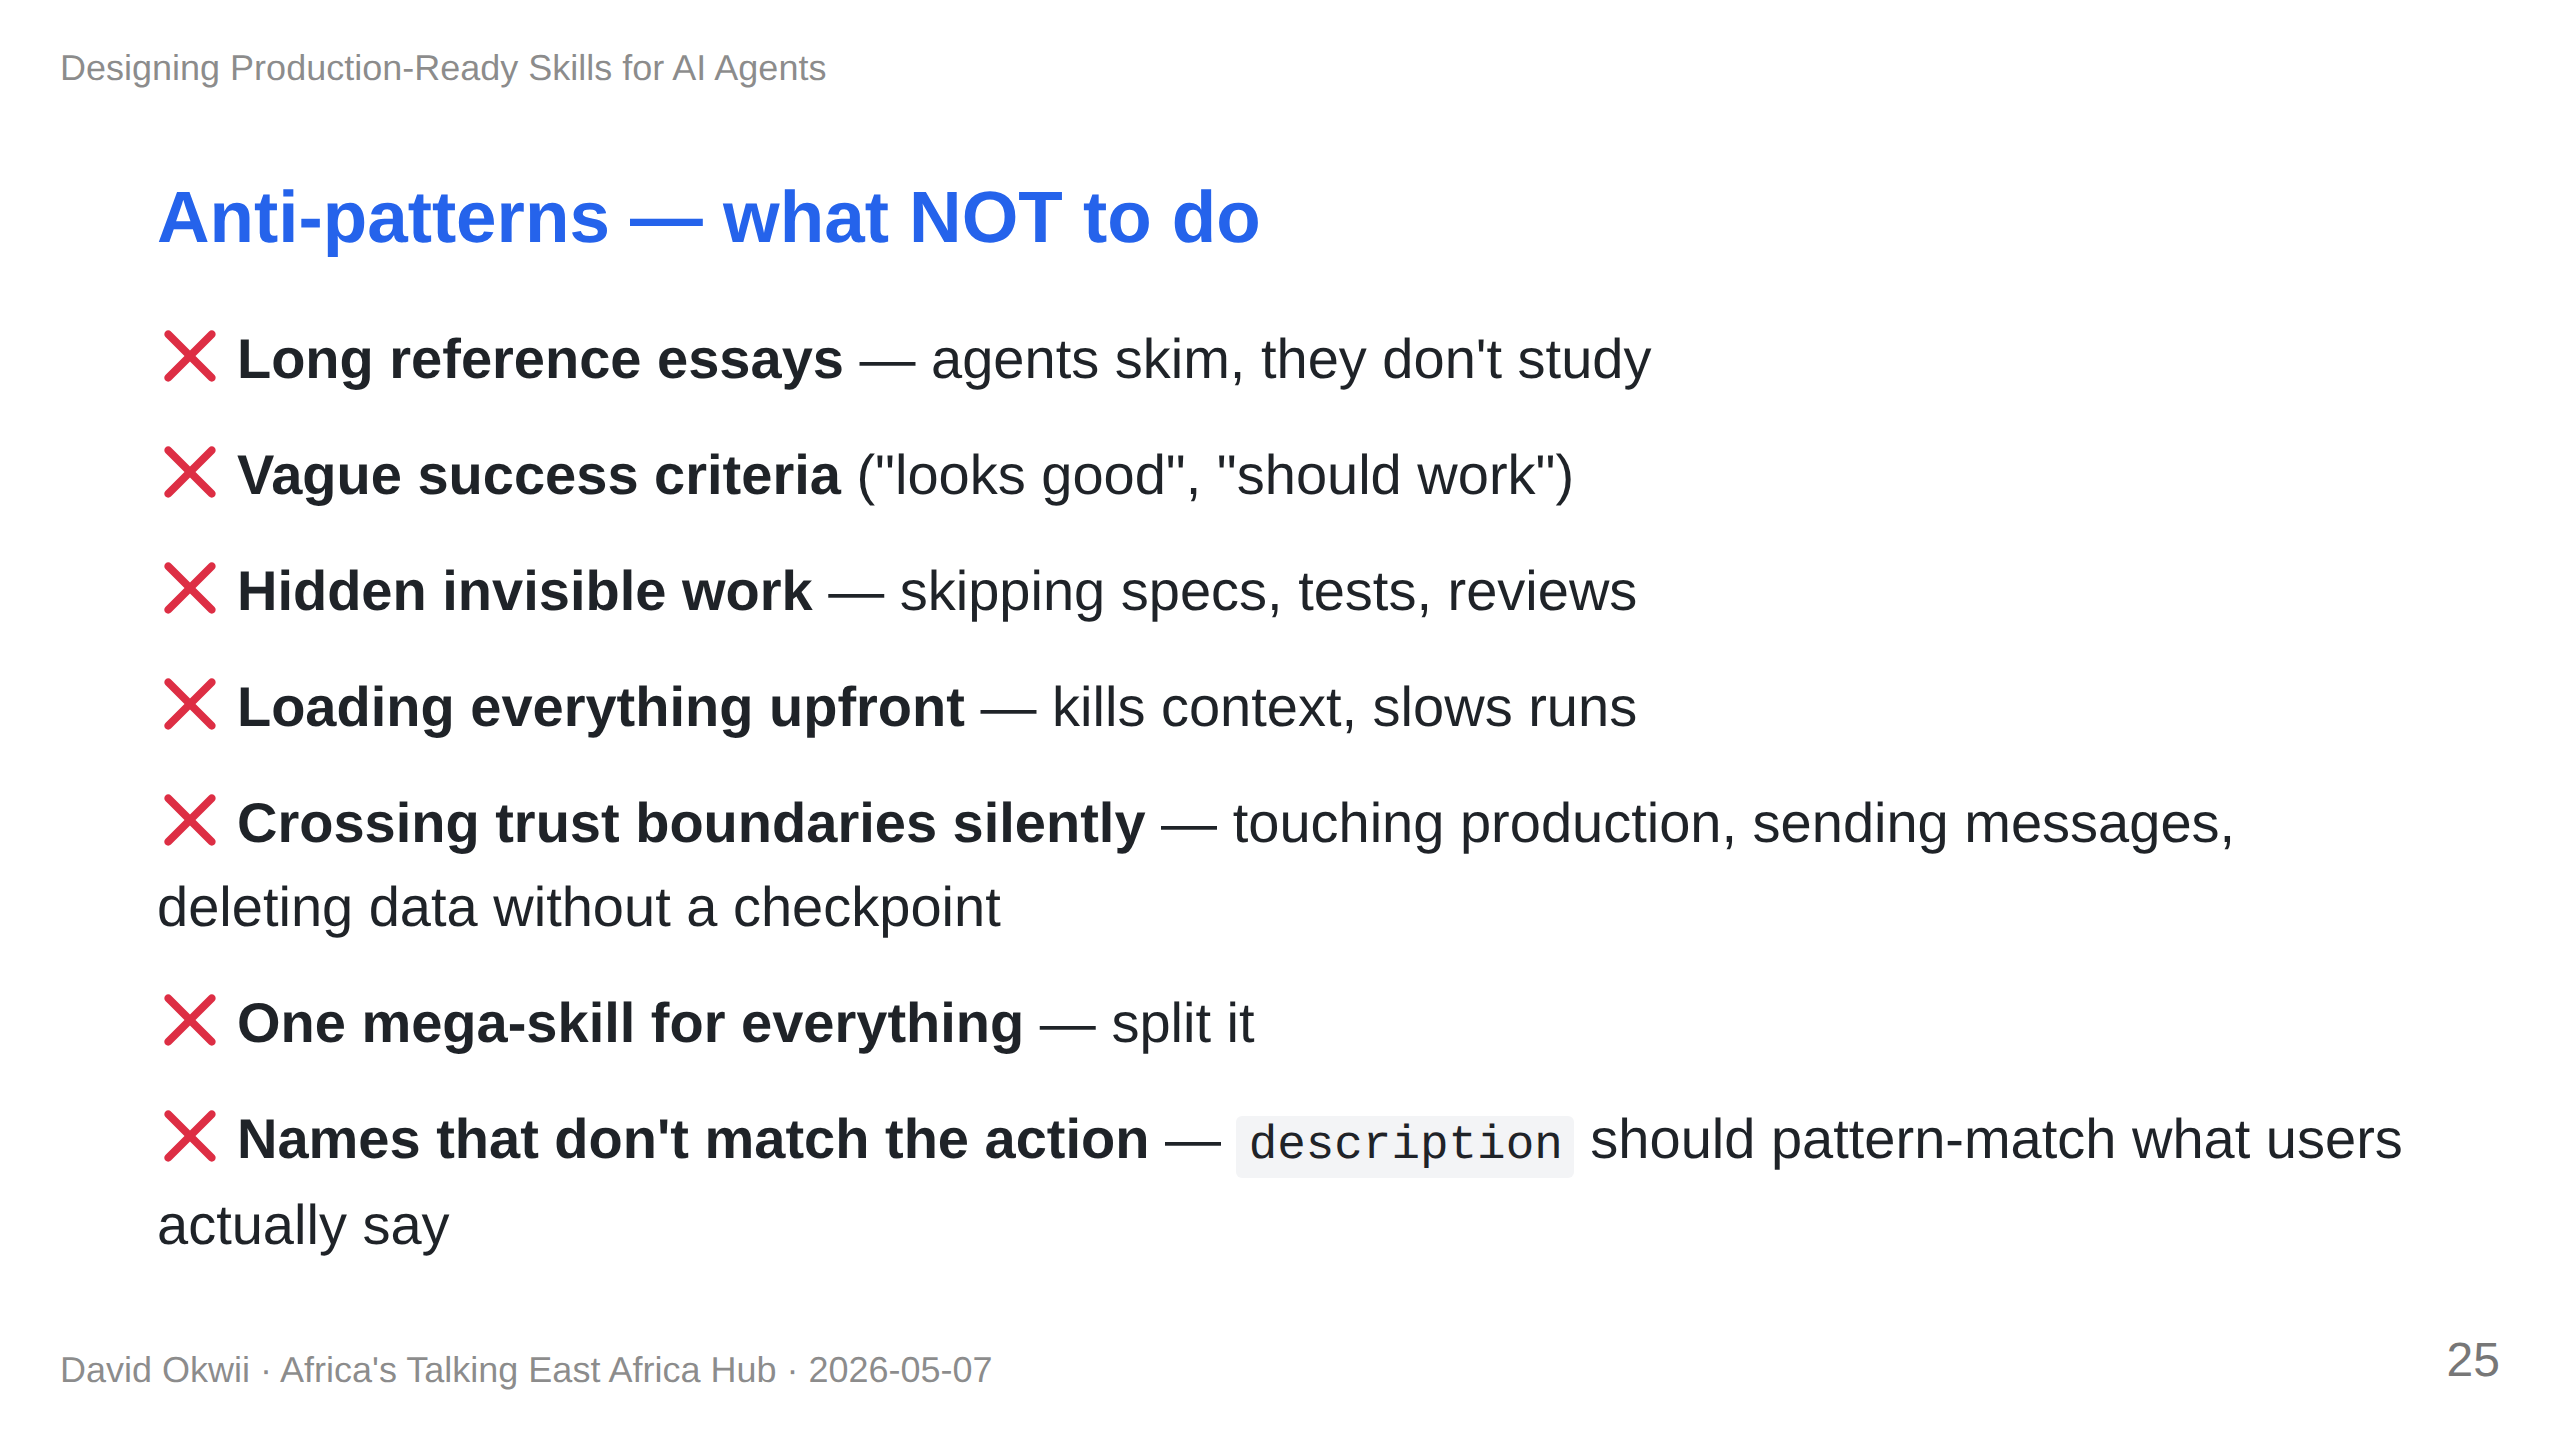 Designing Production-Ready Skills for AI Agents
Anti-patterns — what NOT to do
❌ Long reference essays — agents skim, they don't study
❌ Vague success criteria ("looks good", "should work")
❌ Hidden invisible work — skipping specs, tests, reviews
❌ Loading everything upfront — kills context, slows runs
❌ Crossing trust boundaries silently — touching production, sending messages,
deleting data without a checkpoint
❌ One mega-skill for everything — split it
❌ Names that don't match the action — description should pattern-match what users
actually say
David Okwii · Africa's Talking East Africa Hub · 2026-05-07
25